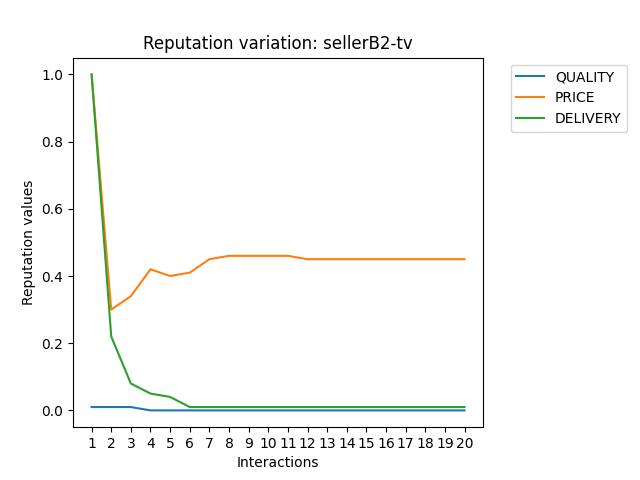 Reputation variation: sellerB2-tv
QUALITY
PRICE
DELIVERY
Reputation values
1.0
0.8
0.6
0.4
0.2
0.0
1 2 3 4 5 6 7 8 9 10 11 12 13 14 15 16 17 18 19 20
Interactions